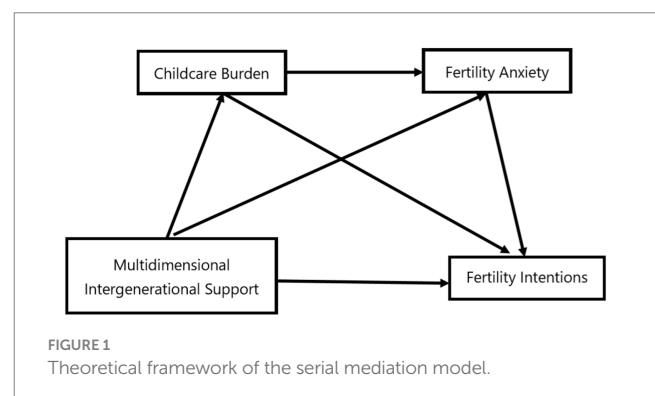 Childcare Burden
Fertility Anxiety
Multidimensional
Intergenerational Support
Fertility Intentions
FIGURE 1
Theoretical framework of the serial mediation model.